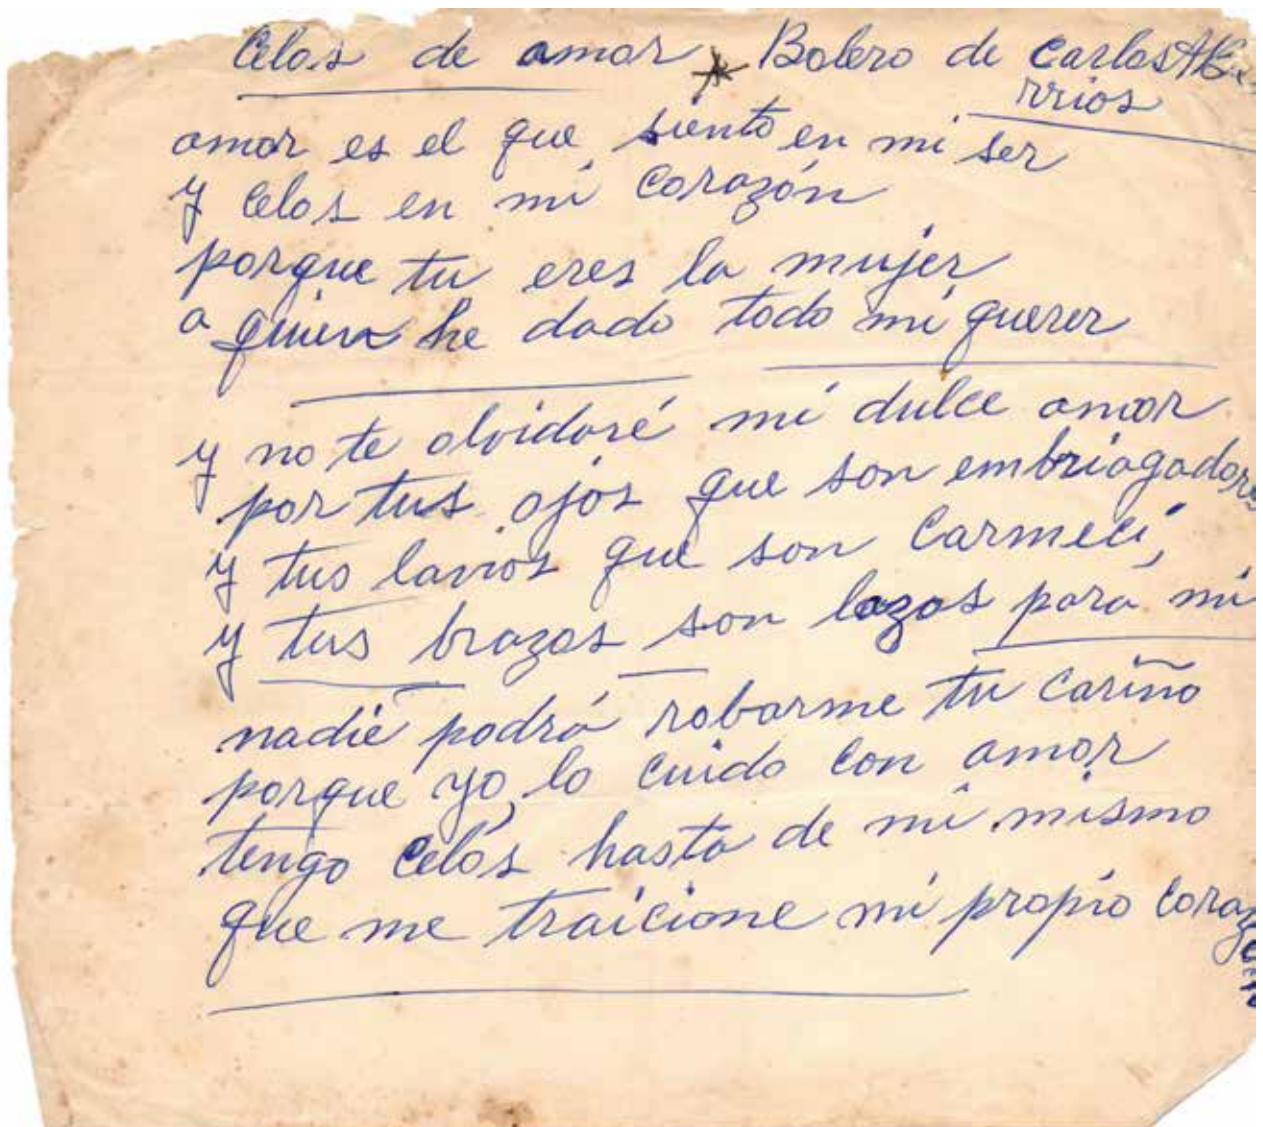 Celos de amor * Bolero de Carlos
rrios
amor es el que siento en mi ser
y celos en mi corazón
porque tu eres la mujer
a quien he dado todo mi querer
y no te olvidaré mi dulce amor
por tus ojos que son embriagadores
y tus lavios que son carmecí,
y tus brazos son lazos para mi
nadie podrá robarme tu cariño
porque yo lo cuido con amor
tengo celos hasta de mi mismo
que me traicione mi propio corazón